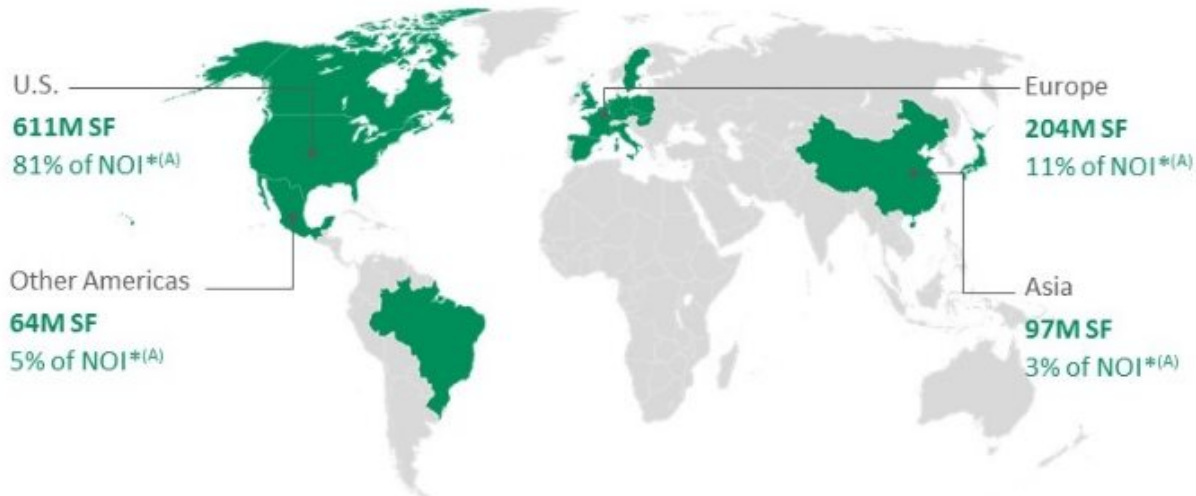 U.S.
611M SF
81% of NOI*(A)
Other Americas
64M SF
5% of NOI*(A)
Europe
204M SF
11% of NOI*(A)
Asia
97M SF
3% of NOI*(A)